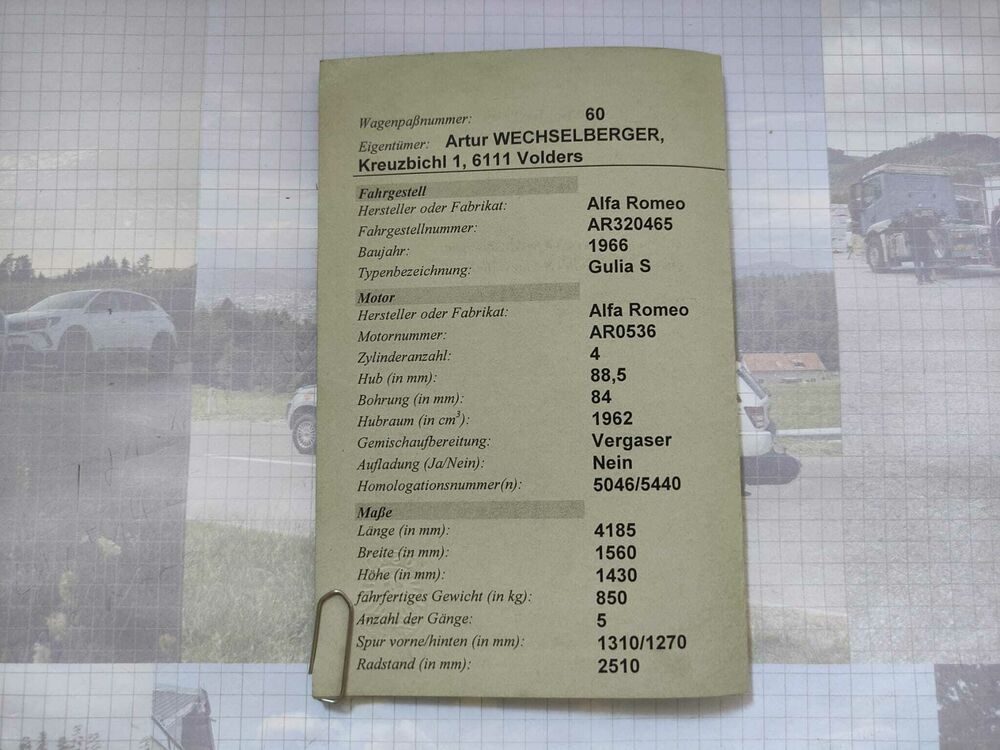 Wagenpaßnummer: 60
Eigentümer: Artur WECHSELBERGER,
Kreuzbichl 1, 6111 Volders
Fahrgestell
Hersteller oder Fabrikat: Alfa Romeo
Fahrgestellnummer: AR320465
Baujahr: 1966
Typenbezeichnung: Gulia S
Motor
Hersteller oder Fabrikat: Alfa Romeo
Motornummer: AR0536
Zylinderanzahl: 4
Hub (in mm): 88,5
Bohrung (in mm): 84
Hubraum (in cm³): 1962
Gemischaufbereitung: Vergaser
Aufladung (Ja/Nein): Nein
Homologationsnummer(n): 5046/5440
Maße
Länge (in mm): 4185
Breite (in mm): 1560
Höhe (in mm): 1430
fahrfertiges Gewicht (in kg): 850
Anzahl der Gänge: 5
Spur vorne/hinten (in mm): 1310/1270
Radstand (in mm): 2510